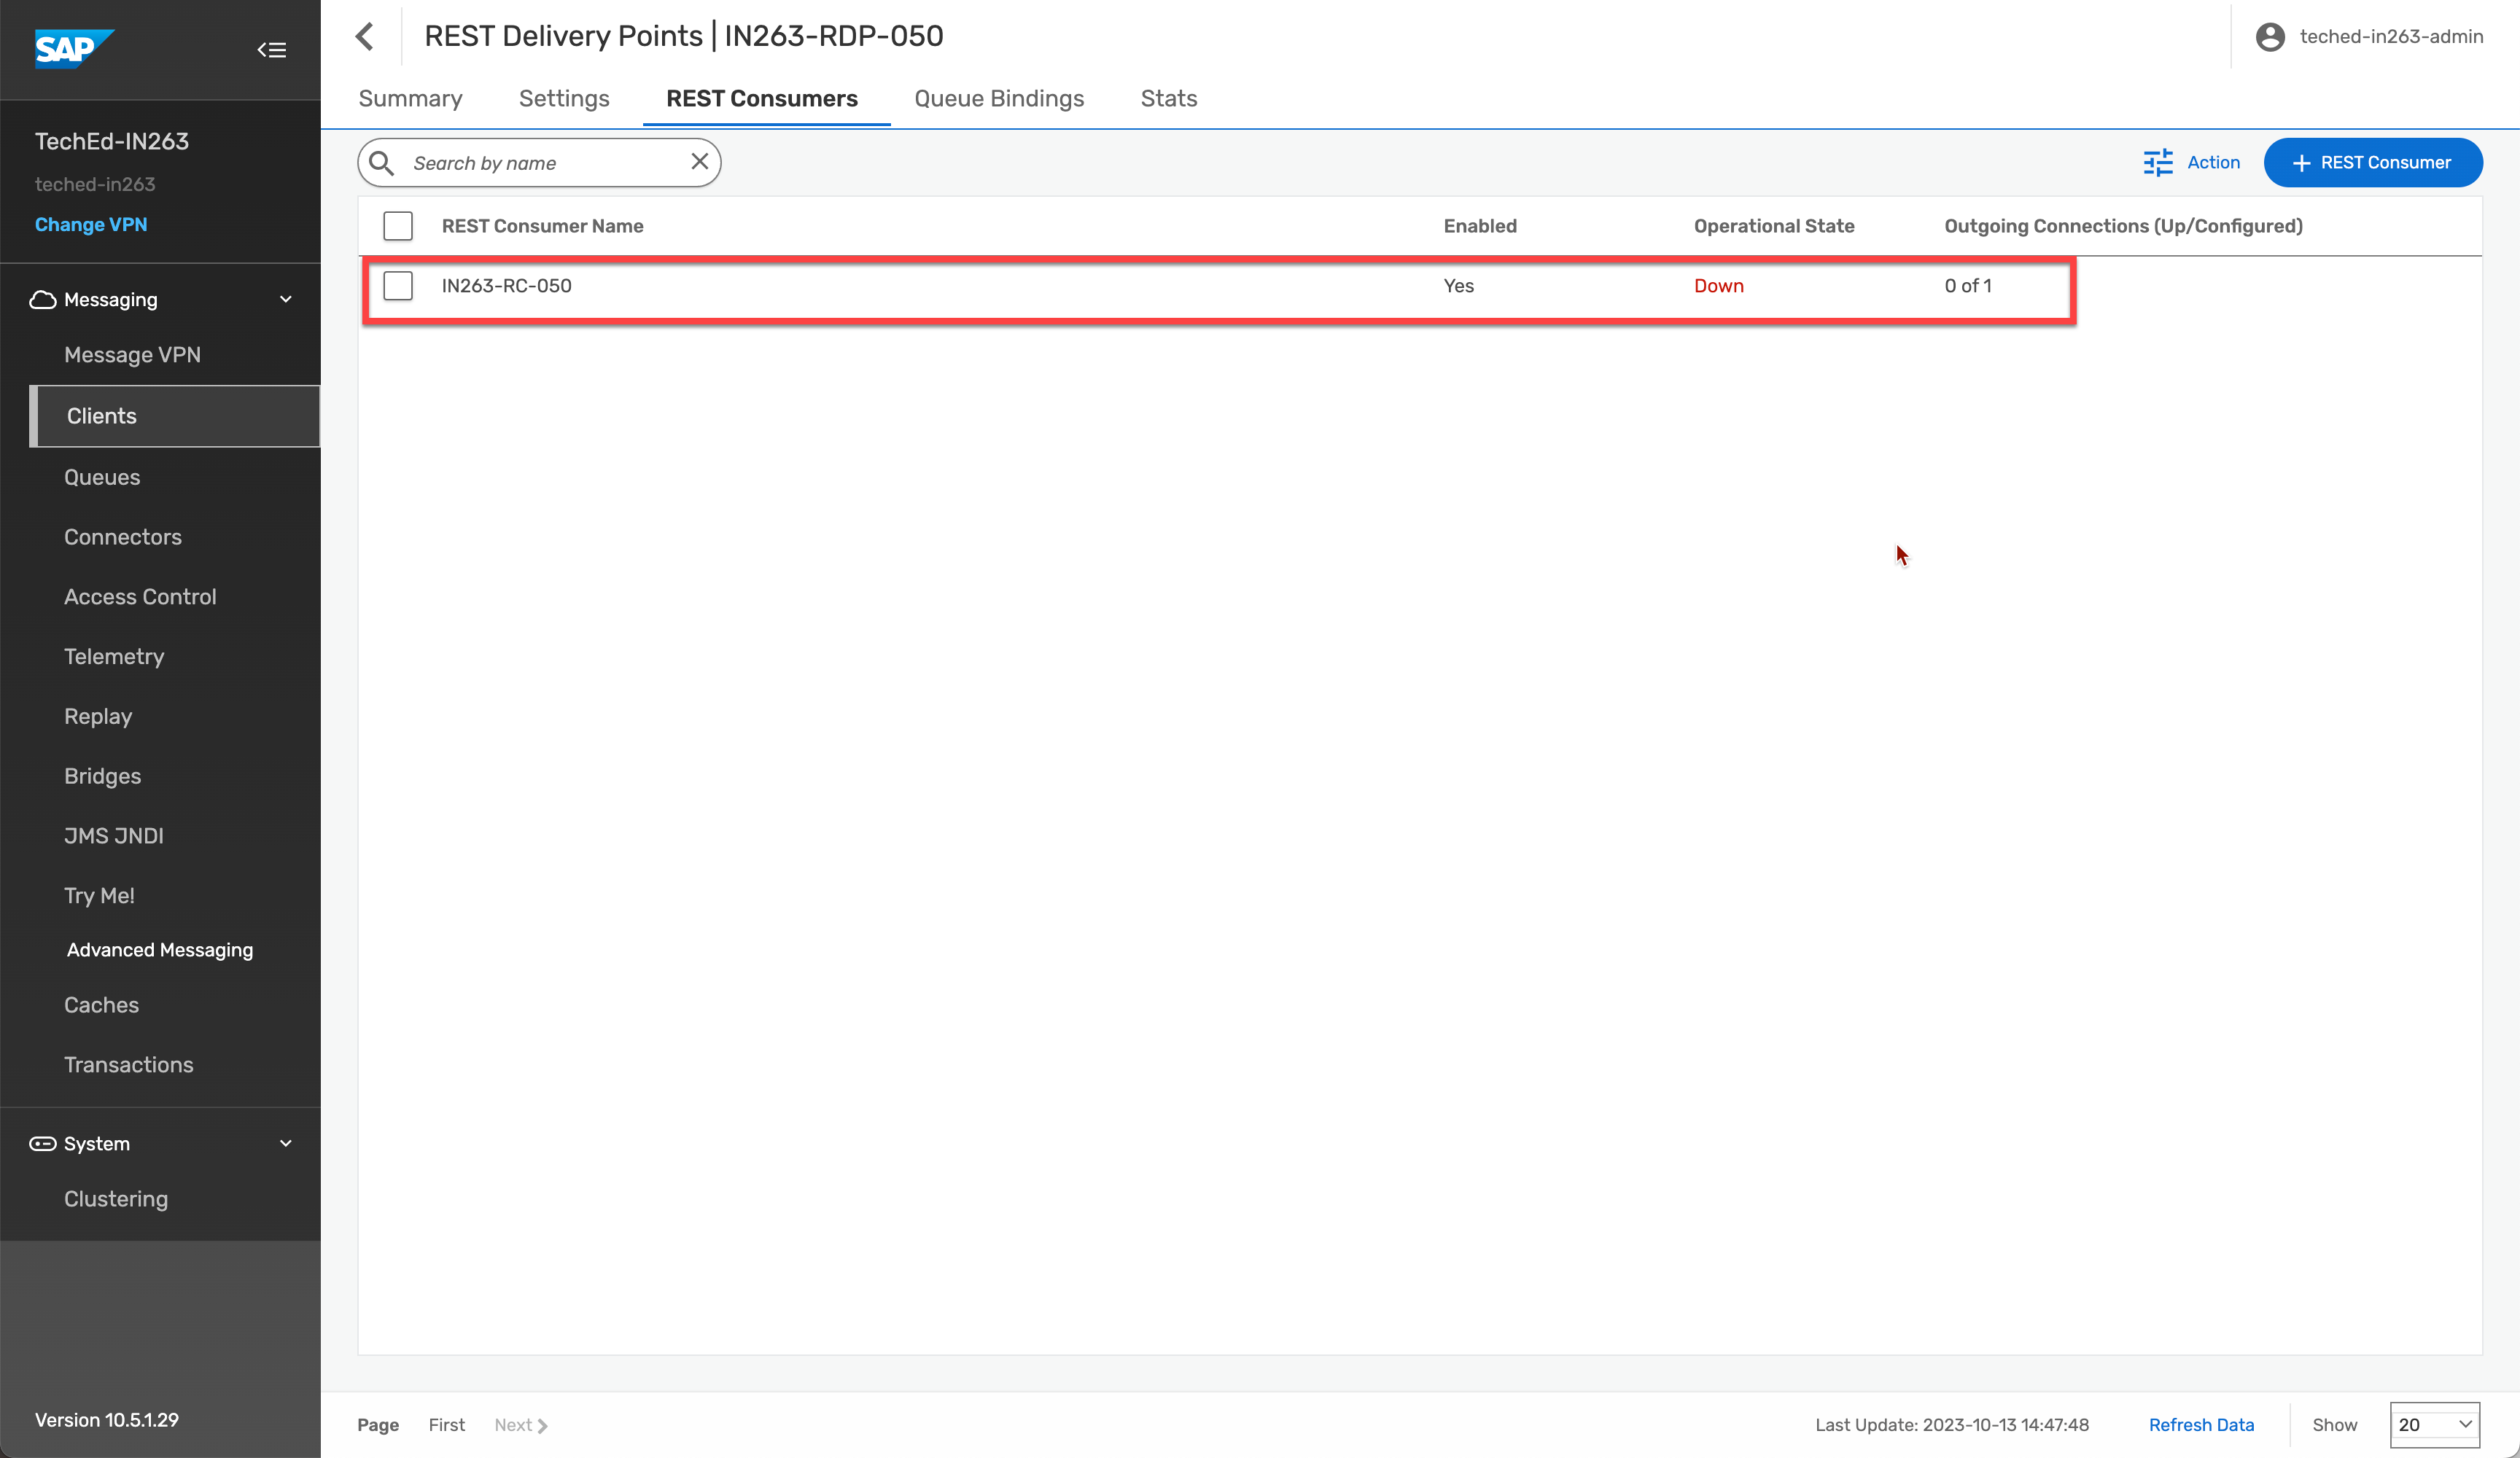 SAP
TechEd-IN263
teched-in263
Change VPN
Messaging
Message VPN
Clients
Queues
Connectors
Access Control
Telemetry
Replay
Bridges
JMS JNDI
Try Me!
Advanced Messaging
Caches
Transactions
System
Clustering
Version 10.5.1.29
REST Delivery Points | IN263-RDP-050
teched-in263-admin
Summary Settings REST Consumers Queue Bindings Stats
Search by name
Action
REST Consumer
REST Consumer Name Enabled Operational State Outgoing Connections (Up/Configured)
IN263-RC-050 Yes Down 0 of 1
Page First Next Last Update: 2023-10-13 14:47:48 Refresh Data Show 20